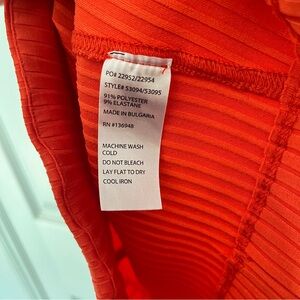 PO# 22952/22954
STYLE# 53094/53095
91% POLYESTER
9% ELASTANE
MADE IN BULGARIA
RN #136948
MACHINE WASH
COLD
DO NOT BLEACH
LAY FLAT TO DRY
COOL IRON